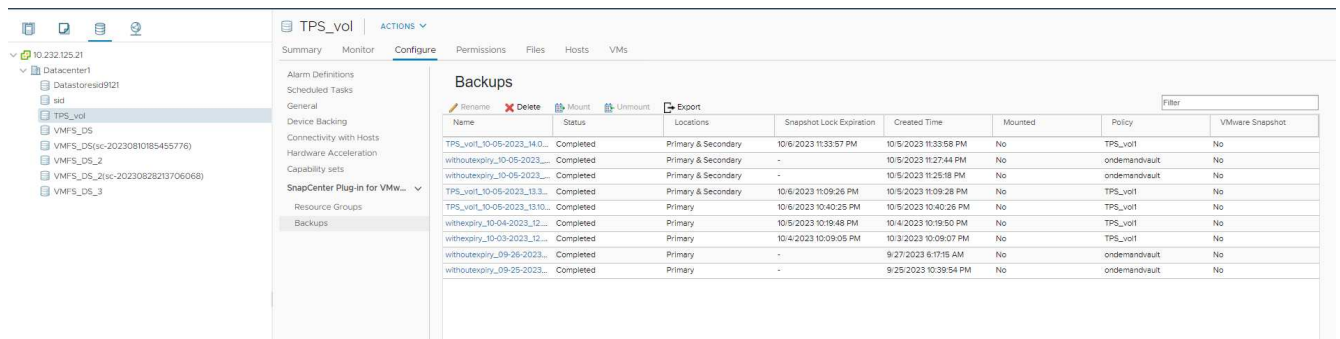 TPS_vol
ACTIONS
Summary Monitor Configure Permissions Files Hosts VMs
10.232.125.21
Datacenter1
Datastoresid9121
sid
TPS_vol
VMFS_DS
VMFS_DS(sc-20230810185455776)
VMFS_DS_2
VMFS_DS_2(sc-20230828213706068)
VMFS_DS_3
Alarm Definitions
Scheduled Tasks
General
Device Backing
Connectivity with Hosts
Hardware Acceleration
Capability sets
SnapCenter Plug-in for VMw...
Resource Groups
Backups
Backups
Rename Delete Mount Unmount Export
Filter
Name Status Locations Snapshot Lock Expiration Created Time Mounted Policy VMware Snapshot
TPS_vol1_10-05-2023_14.0... Completed Primary & Secondary 10/6/2023 11:33:57 PM 10/5/2023 11:33:58 PM No TPS_vol1 No
withoutexpiry_10-05-2023_... Completed Primary & Secondary - 10/5/2023 11:27:44 PM No ondemandvault No
withoutexpiry_10-05-2023_... Completed Primary & Secondary - 10/5/2023 11:25:18 PM No ondemandvault No
TPS_vol1_10-05-2023_13.3... Completed Primary & Secondary 10/6/2023 11:09:26 PM 10/5/2023 11:09:28 PM No TPS_vol1 No
TPS_vol1_10-05-2023_13.10... Completed Primary 10/6/2023 10:40:25 PM 10/5/2023 10:40:26 PM No TPS_vol1 No
withexpiry_10-04-2023_12.... Completed Primary 10/5/2023 10:19:48 PM 10/4/2023 10:19:50 PM No TPS_vol1 No
withexpiry_10-03-2023_12.... Completed Primary 10/4/2023 10:09:05 PM 10/3/2023 10:09:07 PM No TPS_vol1 No
withoutexpiry_09-26-2023... Completed Primary - 9/27/2023 6:17:15 AM No ondemandvault No
withoutexpiry_09-25-2023... Completed Primary - 9/25/2023 10:39:54 PM No ondemandvault No